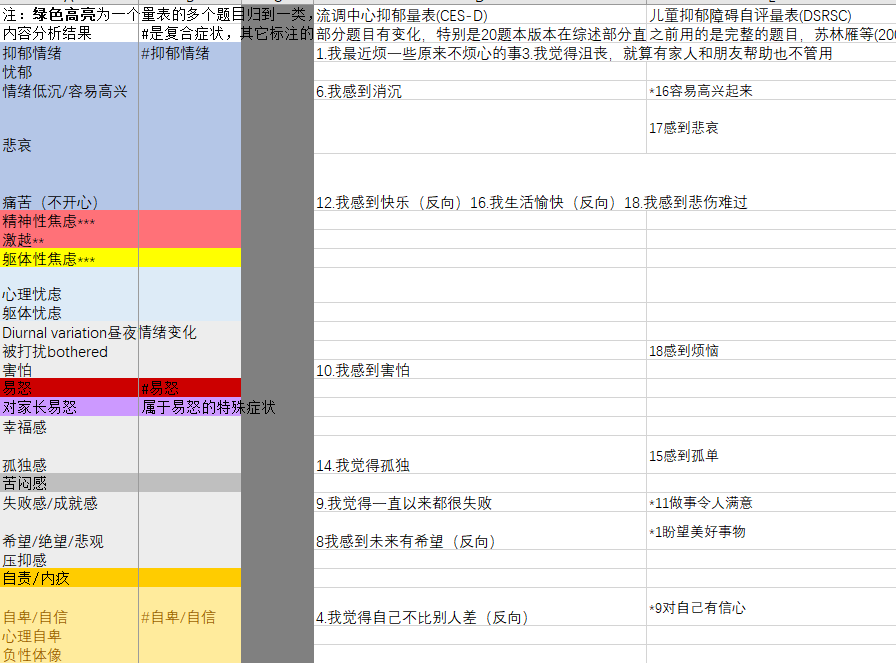 注：绿色高亮为一个量表的多个题目归到一类， 流调中心抑郁量表(CES-D) 儿童抑郁障碍自评量表(DSRSC)
内容分析结果 #是复合症状，其它标注的 部分题目有变化，特别是20题本版本在综述部分直 之前用的是完整的题目，苏林雁等(200
抑郁情绪 #抑郁情绪 1.我最近烦一些原来不烦心的事3.我觉得沮丧，就算有家人和朋友帮助也不管用
忧郁
情绪低沉/容易高兴 6.我感到消沉 *16容易高兴起来
17感到悲哀
悲哀
痛苦（不开心） 12.我感到快乐（反向）16.我生活愉快（反向）18.我感到悲伤难过
精神性焦虑***
激越**
躯体性焦虑***
心理忧虑
躯体忧虑
Diurnal variation昼夜情绪变化
被打扰bothered 18感到烦恼
害怕 10.我感到害怕
易怒 #易怒
对家长易怒 属于易怒的特殊症状
幸福感
孤独感 14.我觉得孤独 15感到孤单
苦闷感
失败感/成就感 9.我觉得一直以来都很失败 *11做事令人满意
希望/绝望/悲观 8我感到未来有希望（反向） *1盼望美好事物
压抑感
自责/内疚
自卑/自信 #自卑/自信 4.我觉得自己不比别人差（反向） *9对自己有信心
心理自卑
负性体像